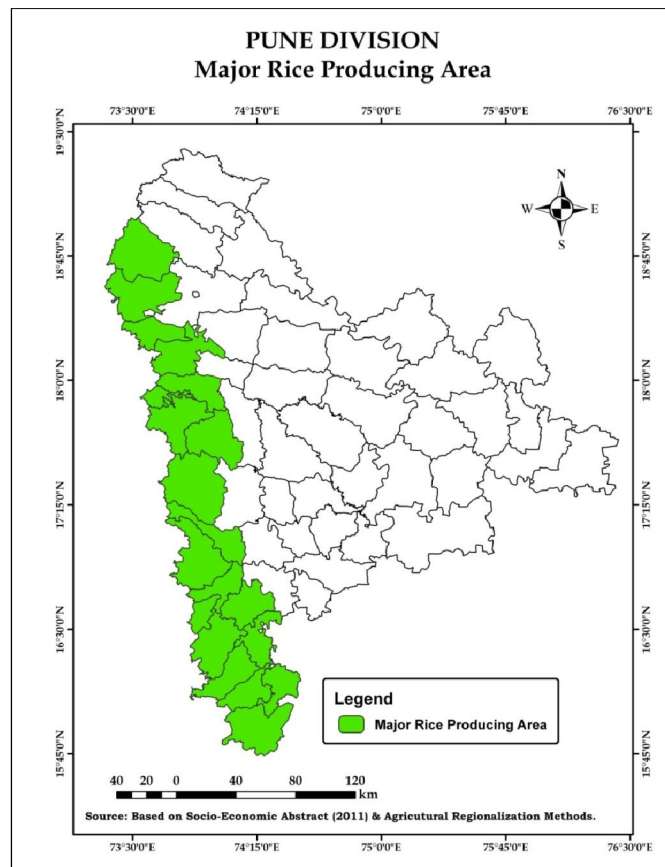 PUNE DIVISION
Major Rice Producing Area
73°30'0"E 74°15'0"E 75°0'0"E 75°45'0"E 76°30'0"E
19°30'0"N 19°30'0"N
N
W E
S
18°45'0"N 18°45'0"N
18°0'0"N 18°0'0"N
17°15'0"N 17°15'0"N
16°30'0"N 16°30'0"N
15°45'0"N 15°45'0"N
Legend
Major Rice Producing Area
40 20 0 40 80 120
km
Source: Based on Socio-Economic Abstract (2011) & Agricutural Regionalization Methods.
73°30'0"E 74°15'0"E 75°0'0"E 75°45'0"E 76°30'0"E